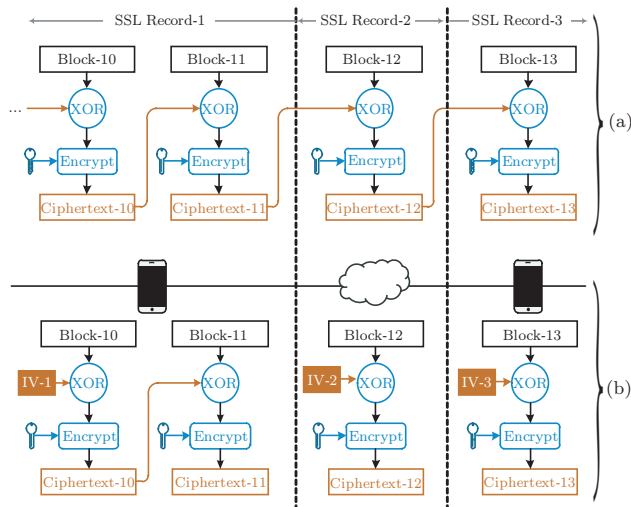 SSL Record-1 SSL Record-2 SSL Record-3
Block-10 Block-11 Block-12 Block-13
... XOR XOR XOR XOR
(a)
Encrypt Encrypt Encrypt Encrypt
Ciphertext-10 Ciphertext-11 Ciphertext-12 Ciphertext-13
Block-10 Block-11 Block-12 Block-13
IV-1 XOR XOR IV-2 XOR IV-3 XOR
(b)
Encrypt Encrypt Encrypt Encrypt
Ciphertext-10 Ciphertext-11 Ciphertext-12 Ciphertext-13